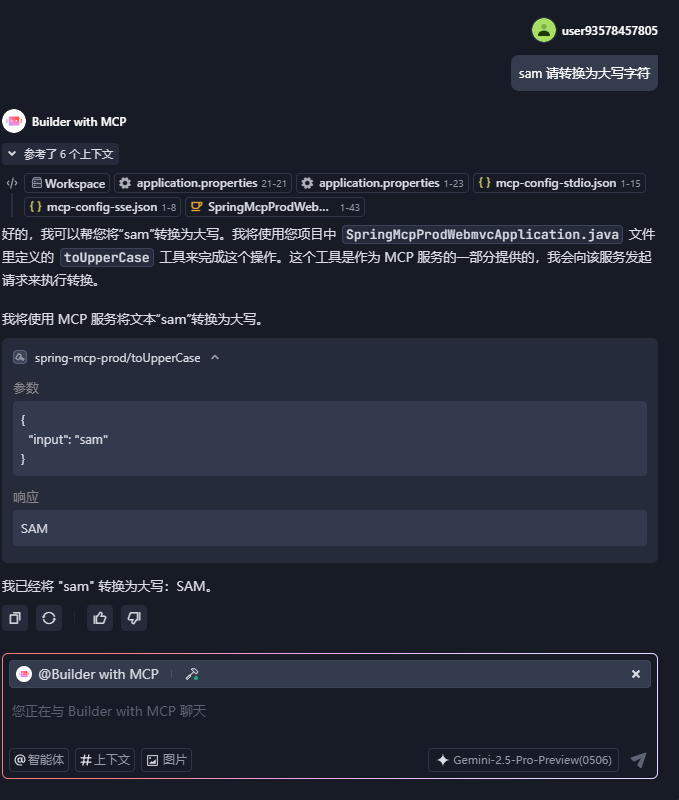 user93578457805
sam 请转换为大写字符
Builder with MCP
参考了 6 个上下文
Workspace application.properties 21-21 application.properties 1-23 { } mcp-config-stdio.json 1-15
{ } mcp-config-sse.json 1-8 SpringMcpProdWeb... 1-43
好的，我可以帮您将“sam”转换为大写。我将使用您项目中 SpringMcpProdWebmvcApplication.java 文件
里定义的 toUpperCase 工具来完成这个操作。这个工具是作为 MCP 服务的一部分提供的，我会向该服务发起
请求来执行转换。
我将使用 MCP 服务将文本“sam”转换为大写。
spring-mcp-prod/toUpperCase
参数
{
"input": "sam"
}
响应
SAM
我已经将 "sam" 转换为大写：SAM。
@Builder with MCP
您正在与 Builder with MCP 聊天
@智能体 #上下文 图片 Gemini-2.5-Pro-Preview(0506)